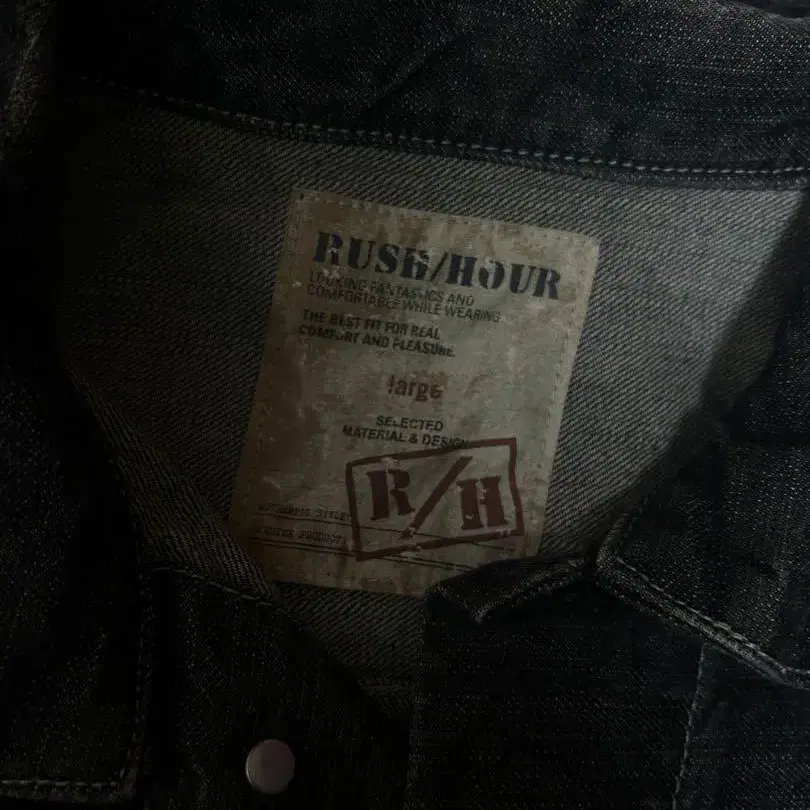 RUSH/HOUR
LOOKING FANTASTICS AND
COMFORTABLE WHILE WEARING
THE BEST FIT FOR REAL
COMFORT AND PLEASURE.
large
SELECTED
MATERIAL & DESIGN
R/H
PRODUCT